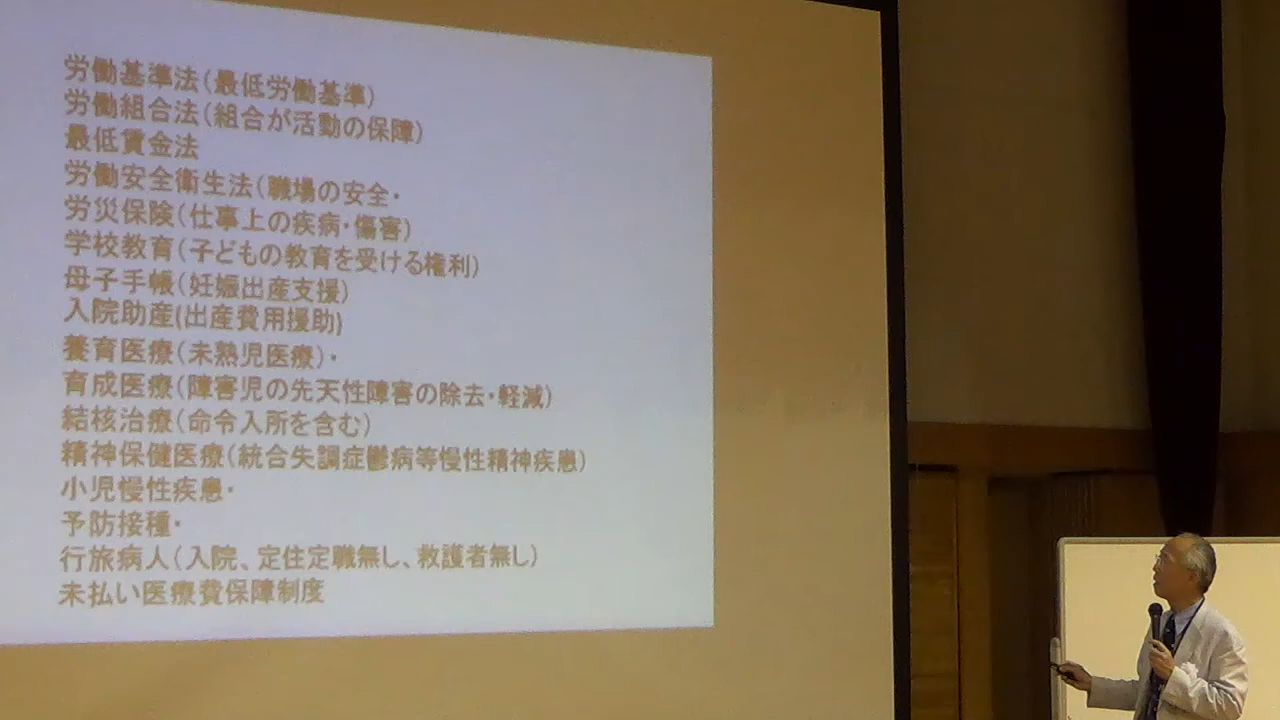 労働基準法(最低労働基準)
労働組合法(組合が活動の保障)
最低賃金法
労働安全衛生法(職場の安全・
労災保険(仕事上の疾病・傷害)
学校教育(子どもの教育を受ける権利)
母子手帳(妊娠出産支援)
入院助産(出産費用援助)
養育医療(未熟児医療)・
育成医療(障害児の先天性障害の除去・軽減)
結核治療(命令入所を含む)
精神保健医療(統合失調症鬱病等慢性精神疾患)
小児慢性疾患・
予防接種・
行旅病人(入院、定住定職無し、救護者無し)
未払い医療費保障制度